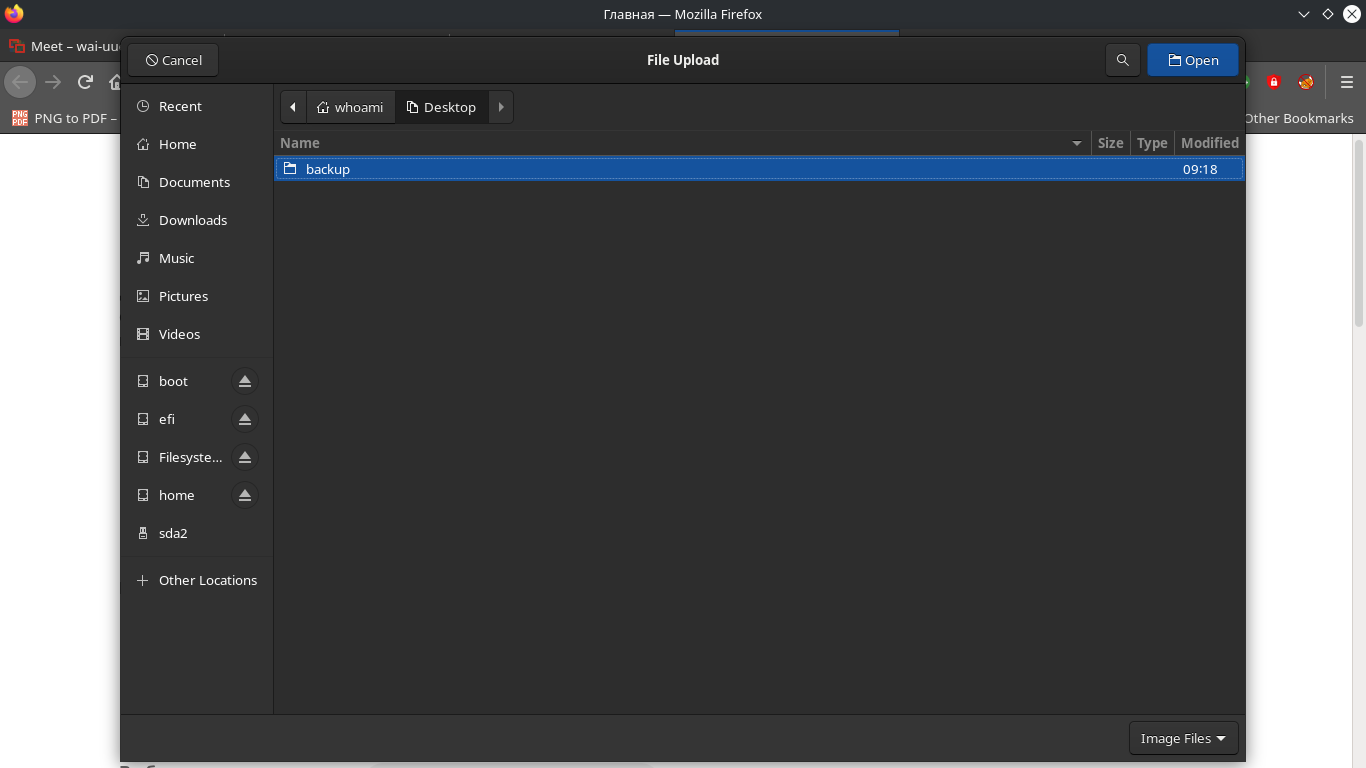 Главная — Mozilla Firefox
Meet – wai-uu
Cancel
File Upload
Open
PNG to PDF –
Other Bookmarks
Recent
Home
Documents
Downloads
Music
Pictures
Videos
boot
efi
Filesyste...
home
sda2
Other Locations
whoami
Desktop
Name
Size
Type
Modified
backup
09:18
Image Files